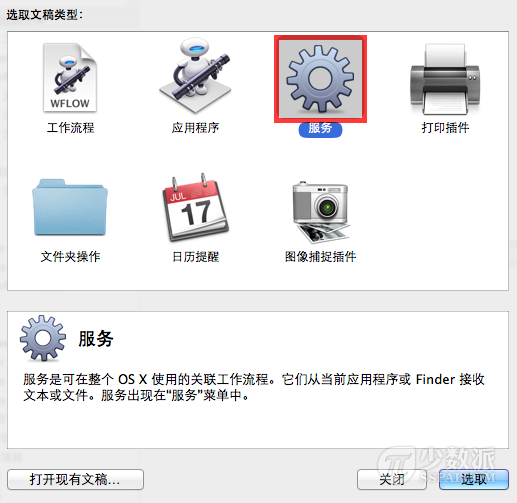 选取文稿类型：
WFLOW
工作流程
应用程序
服务
打印插件
JUL
17
文件夹操作
日历提醒
图像捕捉插件
服务
服务是可在整个 OS X 使用的关联工作流程。它们从当前应用程序或 Finder 接收
文本或文件。服务出现在“服务”菜单中。
打开现有文稿...
关闭
选取
少数派
SSPAI.COM